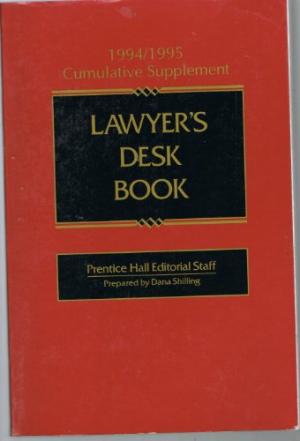 1994/1995
Cumulative Supplement
LAWYER'S
DESK
BOOK
Prentice Hall Editorial Staff
Prepared by Dana Shilling